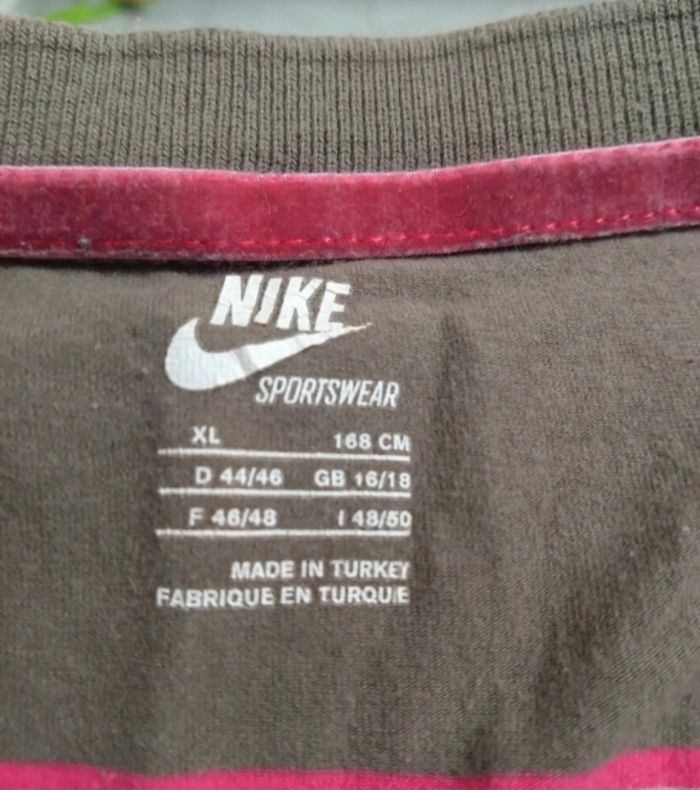 NIKE
SPORTSWEAR
XL 168 CM
D 44/46 GB 16/18
F 46/48 I 48/50
MADE IN TURKEY
FABRIQUE EN TURQUIE